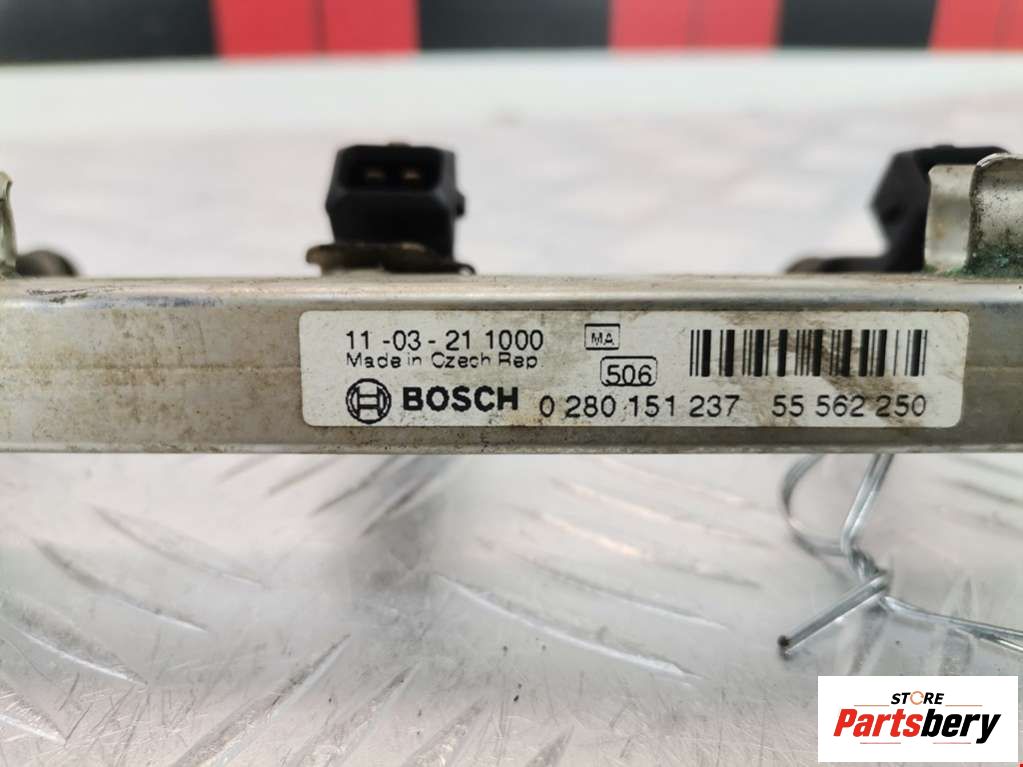 11-03-21 1000 MA
Made in Czech Rep
506
BOSCH 0 280 151 237 55 562 250
STORE
Partsbery